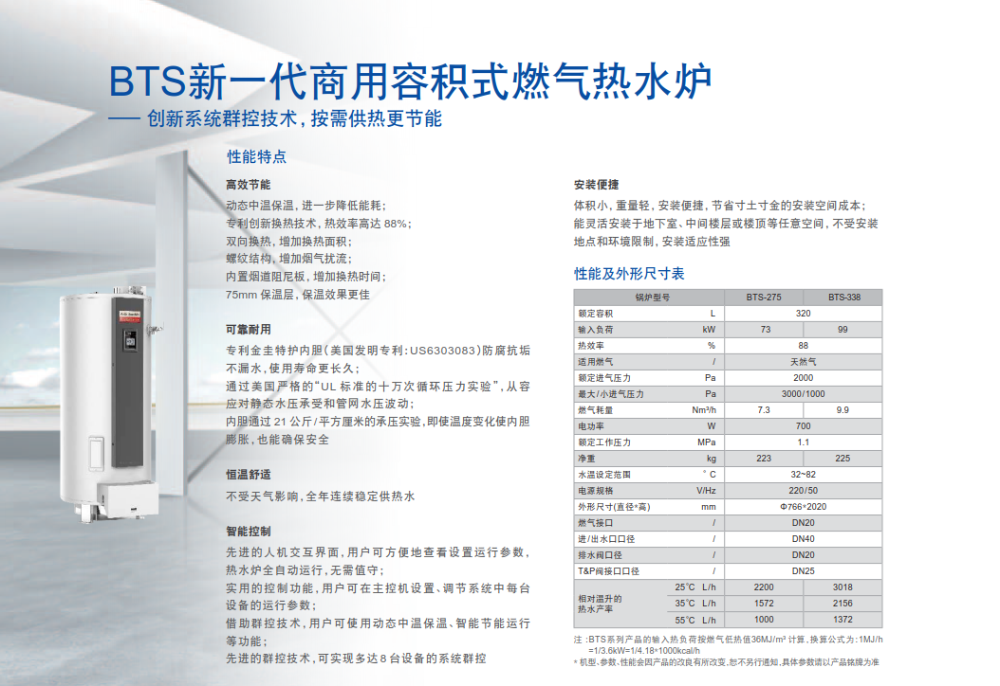 BTS新一代商用容积式燃气热水炉
—— 创新系统群控技术，按需供热更节能
性能特点
高效节能
动态中温保温，进一步降低能耗；
专利创新换热技术，热效率高达 88%；
双向换热，增加换热面积；
螺纹结构，增加烟气扰流；
内置烟道阻尼板，增加换热时间；
75mm 保温层，保温效果更佳
可靠耐用
专利金圭特护内胆（美国发明专利：US6303083）防腐抗垢
不漏水，使用寿命更长久；
通过美国严格的“UL 标准的十万次循环压力实验”，从容
应对静态水压承受和管网水压波动；
内胆通过 21 公斤/平方厘米的承压实验，即使温度变化使内胆
膨胀，也能确保安全
恒温舒适
不受天气影响，全年连续稳定供热水
智能控制
先进的人机交互界面，用户可方便地查看设置运行参数，
热水炉全自动运行，无需值守；
实用的控制功能，用户可在主控机设置、调节系统中每台
设备的运行参数；
借助群控技术，用户可使用动态中温保温、智能节能运行
等功能；
先进的群控技术，可实现多达 8 台设备的系统群控
安装便捷
体积小，重量轻，安装便捷，节省寸土寸金的安装空间成本；
能灵活安装于地下室、中间楼层或楼顶等任意空间，不受安装
地点和环境限制，安装适应性强
性能及外形尺寸表
锅炉型号 BTS-275 BTS-338
额定容积 L 320
输入负荷 kW 73 99
热效率 % 88
适用燃气 / 天然气
额定进气压力 Pa 2000
最大/小进气压力 Pa 3000/1000
燃气耗量 Nm³/h 7.3 9.9
电功率 W 700
额定工作压力 MPa 1.1
净重 kg 223 225
水温设定范围 ° C 32~82
电源规格 V/Hz 220/50
外形尺寸(直径*高) mm Φ766*2020
燃气接口 / DN20
进/出水口口径 / DN40
排水阀口径 / DN20
T&P阀接口口径 / DN25
相对温升的
热水产率
25°C L/h 2200 3018
35°C L/h 1572 2156
55°C L/h 1000 1372
注：BTS系列产品的输入热负荷按燃气低热值36MJ/m³ 计算，换算公式为：1MJ/h
=1/3.6kW=1/4.18*1000kcal/h
* 机型、参数、性能会因产品的改良有所改变，恕不另行通知，具体参数请以产品铭牌为准